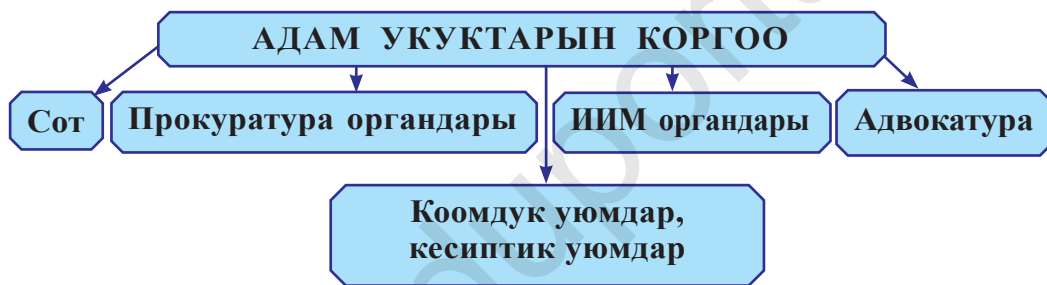 АДАМ УКУКТАРЫН КОРГОО
Сот
Прокуратура органдары
ИИМ органдары
Адвокатура
Коомдук уюмдар,
кесиптик уюмдар